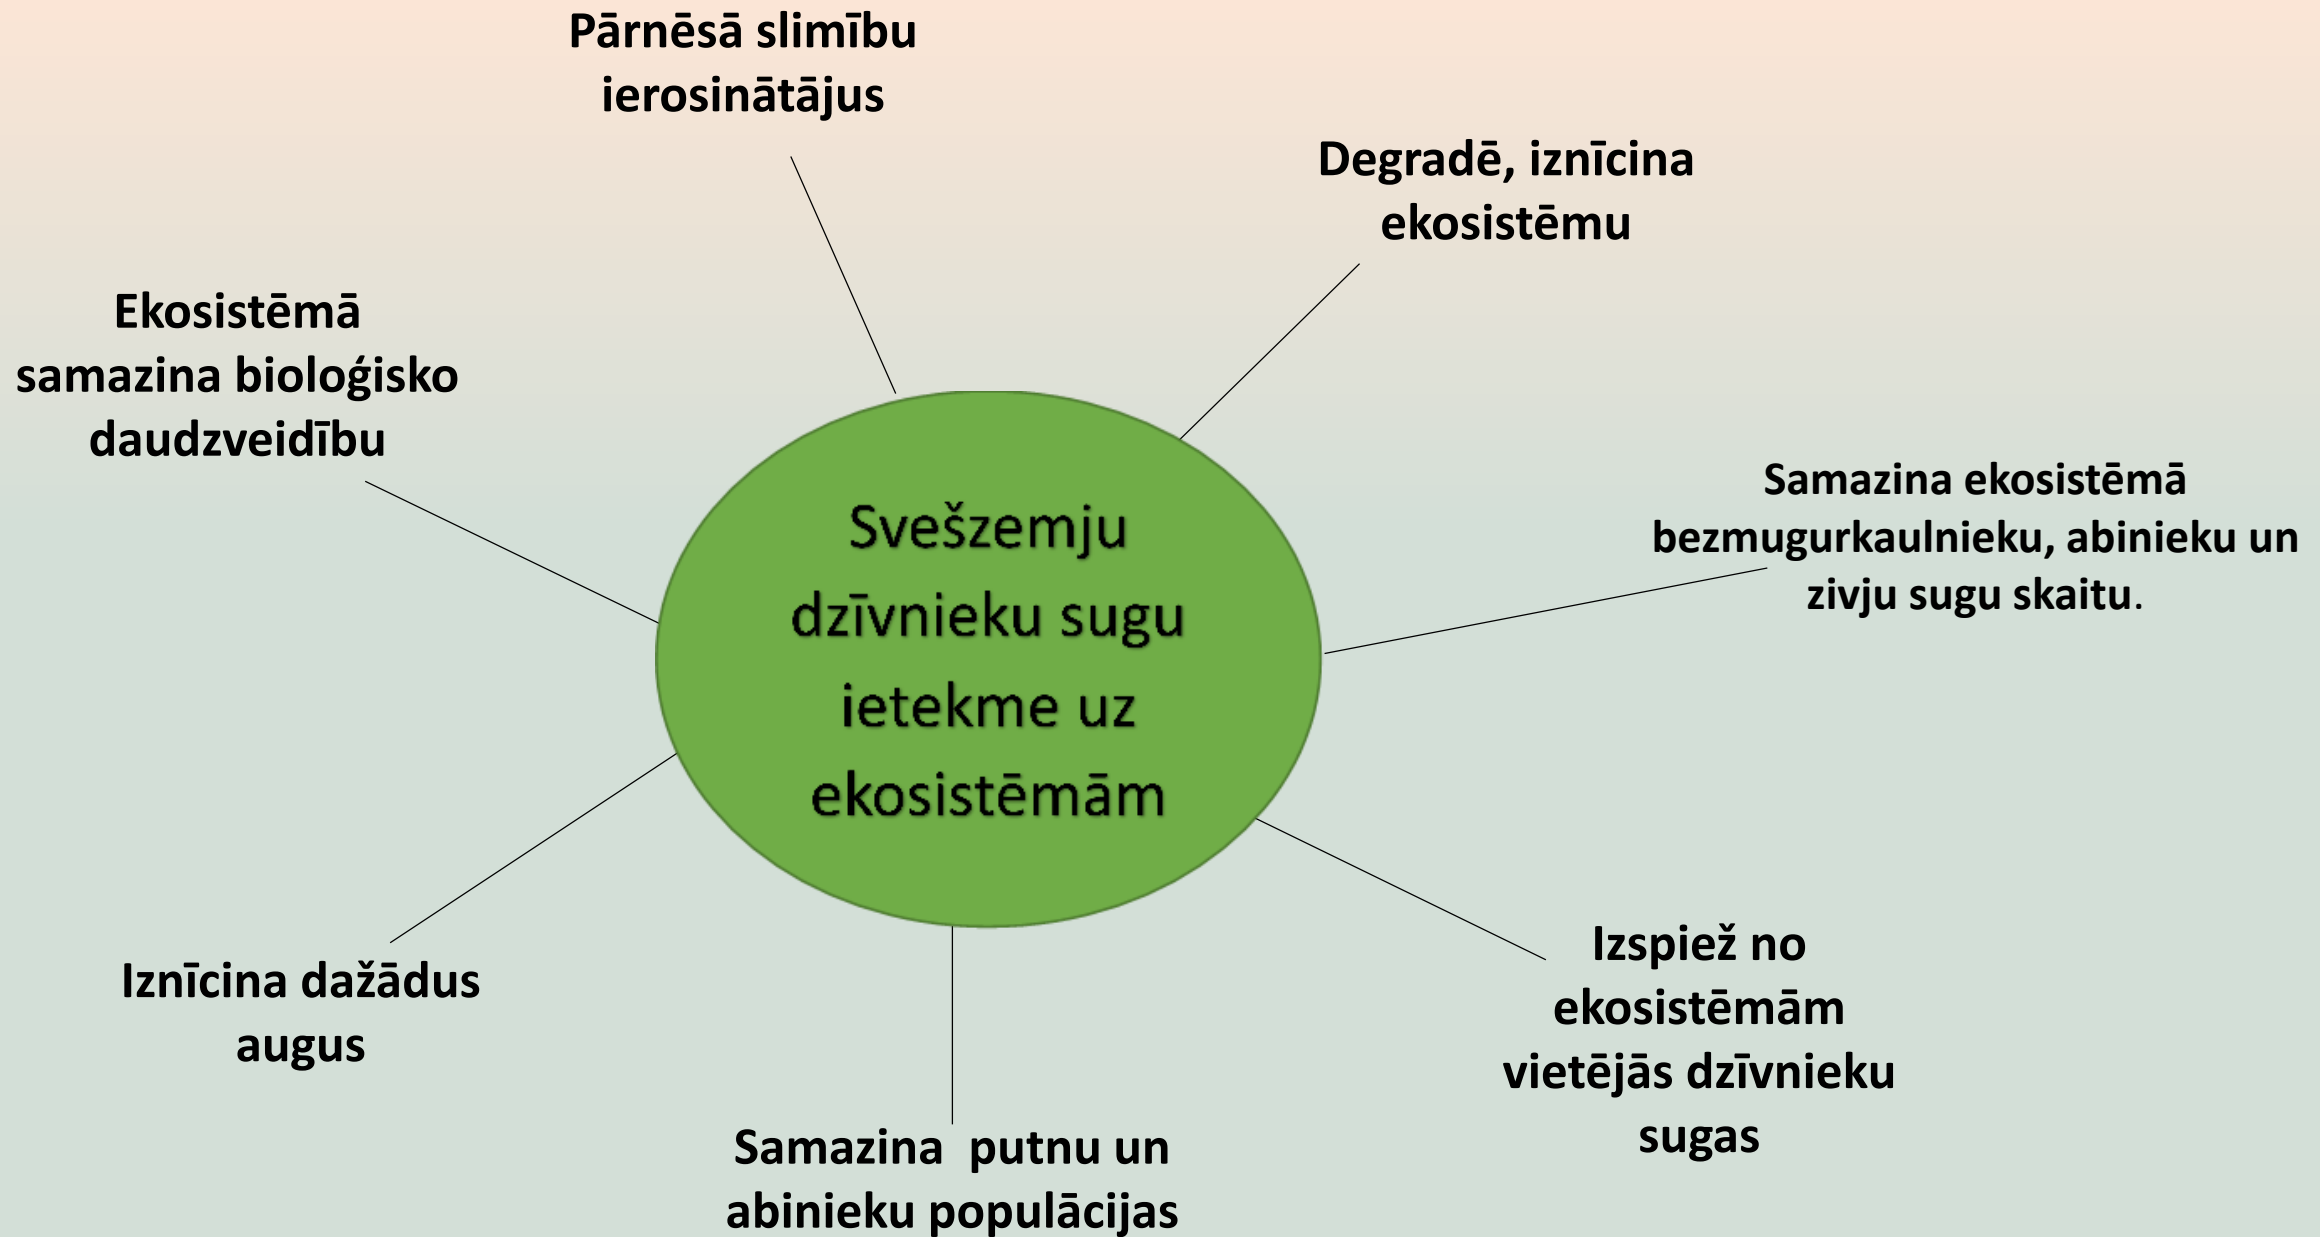 Pārnēsā slimību
ierosinātājus
Degradē, iznīcina
ekosistēmu
Ekosistēmā
samazina bioloģisko
daudzveidību
Samazina ekosistēmā
bezmugurkaulnieku, abinieku un
zivju sugu skaitu.
Svešzemju
dzīvnieku sugu
ietekme uz
ekosistēmām
Iznīcina dažādus
augus
Izspiež no
ekosistēmām
vietējās dzīvnieku
sugas
Samazina  putnu un
abinieku populācijas